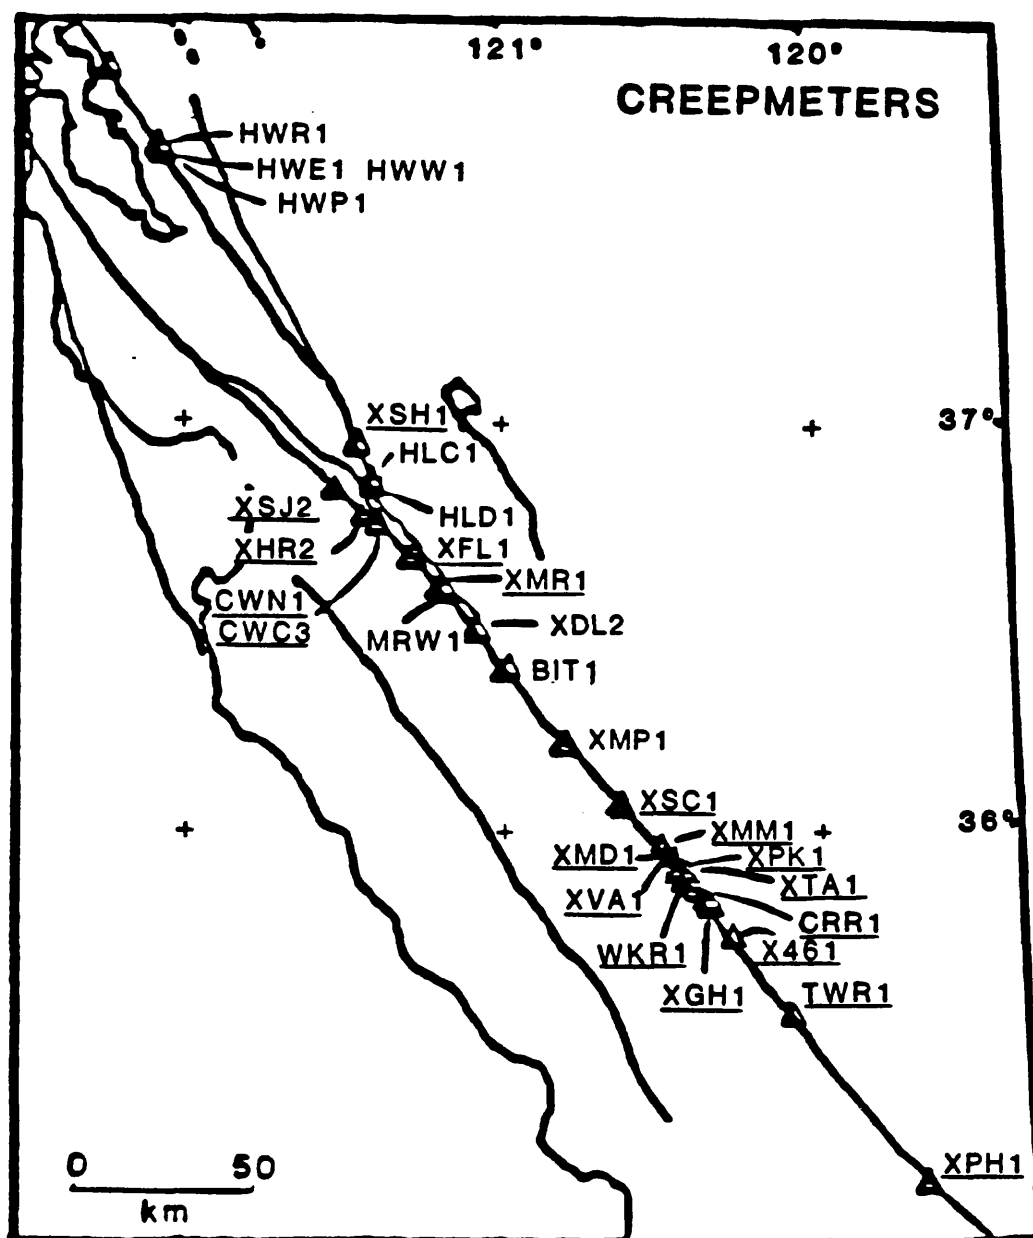 121°
120°
CREEPMETERS
HWR1
HWE1 HWW1
HWP1
XSH1
37°
HLC1
XSJ2
HLD1
XHR2
XFL1
XMR1
CWN1
CWC3
MRW1
XDL2
BIT1
XMP1
XSC1
36°
XMM1
XMD1
XPK1
XTA1
XVA1
CRR1
WKR1
X461
XGH1
TWR1
XPH1
0 50
km